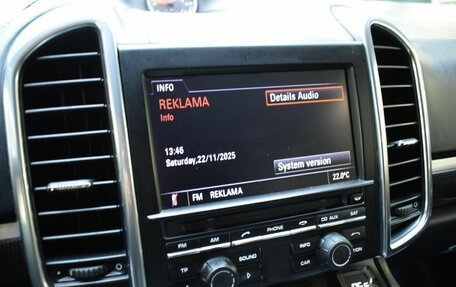 INFO
REKLAMA
Details Audio
Info
13:46
Saturday,22/11/2025
System version
22.0°C
FM REKLAMA
FM AM PHONE CD AUX SAT
TP SOUND INFO
CAR